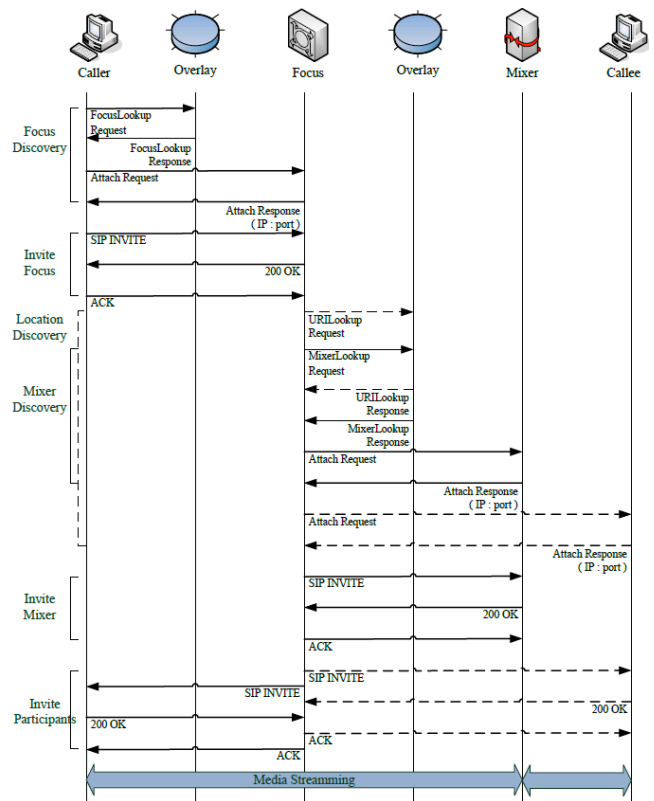 Caller
Overlay
Focus
Overlay
Mixer
Callee
Focus
Discovery
FocusLookup
Request
FocusLookup
Response
Attach Request
Attach Response
( IP : port )
Invite
Focus
SIP INVITE
200 OK
ACK
Location
Discovery
URILookup
Request
Mixer
Discovery
MixerLookup
Request
URILookup
Response
MixerLookup
Response
Attach Request
Attach Response
( IP : port )
Attach Request
Attach Response
( IP : port )
Invite
Mixer
SIP INVITE
200 OK
ACK
Invite
Participants
SIP INVITE
SIP INVITE
200 OK
200 OK
ACK
ACK
Media Streamming